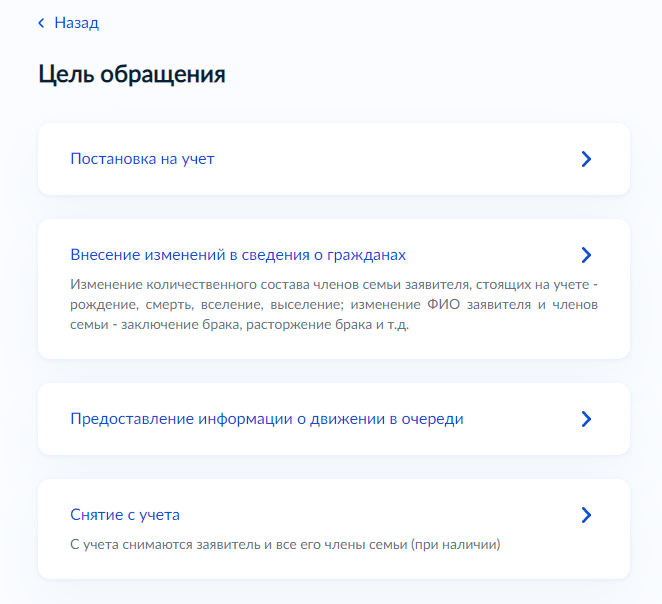 Назад
Цель обращения
Постановка на учет
Внесение изменений в сведения о гражданах
Изменение количественного состава членов семьи заявителя, стоящих на учете -
рождение, смерть, вселение, выселение; изменение ФИО заявителя и членов
семьи - заключение брака, расторжение брака и т.д.
Предоставление информации о движении в очереди
Снятие с учета
С учета снимаются заявитель и все его члены семьи (при наличии)